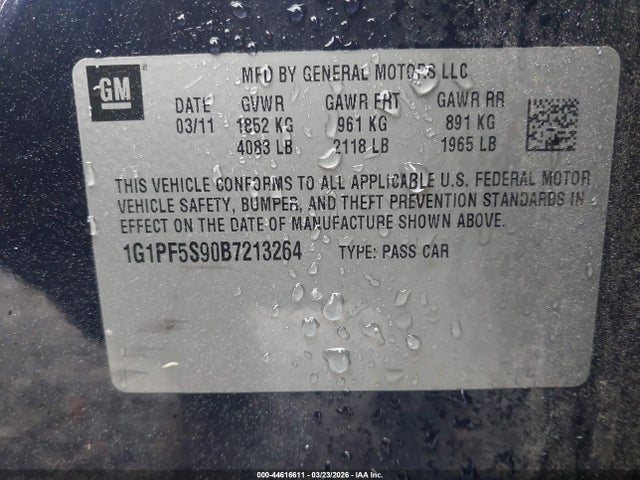 GM
MFD BY GENERAL MOTORS LLC
DATE GVWR GAWR FRT GAWR RR
03/11 1852 KG 961 KG 891 KG
4083 LB 2118 LB 1965 LB
THIS VEHICLE CONFORMS TO ALL APPLICABLE U.S. FEDERAL MOTOR
VEHICLE SAFETY, BUMPER, AND THEFT PREVENTION STANDARDS IN
EFFECT ON THE DATE OF MANUFACTURE SHOWN ABOVE.
1G1PF5S90B7213264 TYPE: PASS CAR
000-44616611 - 03/23/2026 - IAA Inc.